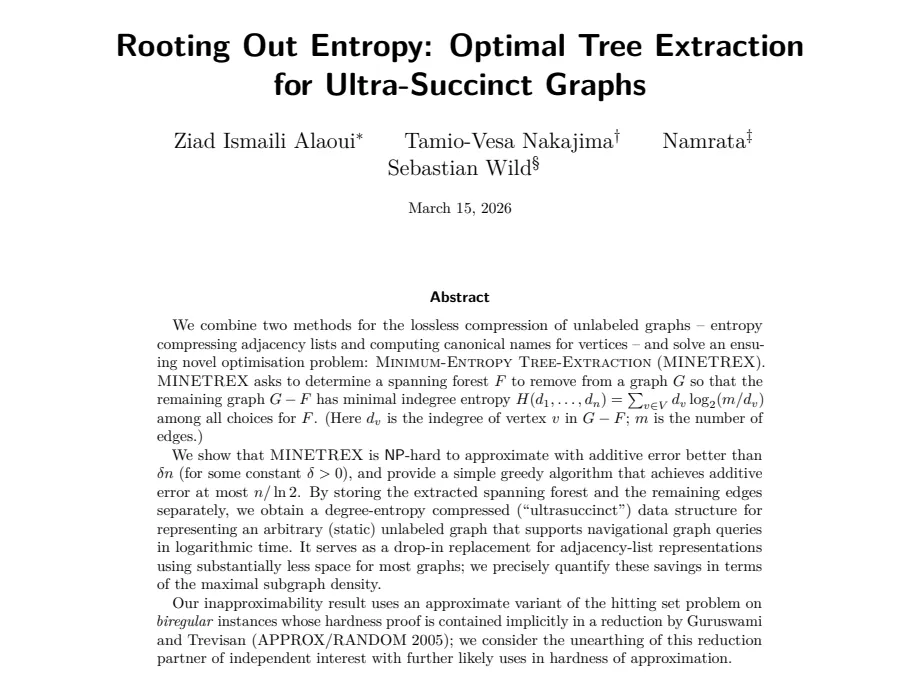 Rooting Out Entropy: Optimal Tree Extraction
for Ultra-Succinct Graphs
Ziad Ismaili Alaoui* Tamio-Vesa Nakajima† Namrata‡
Sebastian Wild§
March 15, 2026
Abstract
We combine two methods for the lossless compression of unlabeled graphs – entropy
compressing adjacency lists and computing canonical names for vertices – and solve an ensu-
ing novel optimisation problem: Minimum-Entropy Tree-Extraction (MINETREX).
MINETREX asks to determine a spanning forest F to remove from a graph G so that the
remaining graph G − F has minimal indegree entropy H(d₁, . . . , dₙ) = ∑_{v∈V} d_v log₂(m/d_v)
among all choices for F. (Here d_v is the indegree of vertex v in G − F; m is the number of
edges.)
We show that MINETREX is NP-hard to approximate with additive error better than
δn (for some constant δ > 0), and provide a simple greedy algorithm that achieves additive
error at most n/ ln 2. By storing the extracted spanning forest and the remaining edges
separately, we obtain a degree-entropy compressed (“ultrasuccinct”) data structure for
representing an arbitrary (static) unlabeled graph that supports navigational graph queries
in logarithmic time. It serves as a drop-in replacement for adjacency-list representations
using substantially less space for most graphs; we precisely quantify these savings in terms
of the maximal subgraph density.
Our inapproximability result uses an approximate variant of the hitting set problem on
biregular instances whose hardness proof is contained implicitly in a reduction by Guruswami
and Trevisan (APPROX/RANDOM 2005); we consider the unearthing of this reduction
partner of independent interest with further likely uses in hardness of approximation.